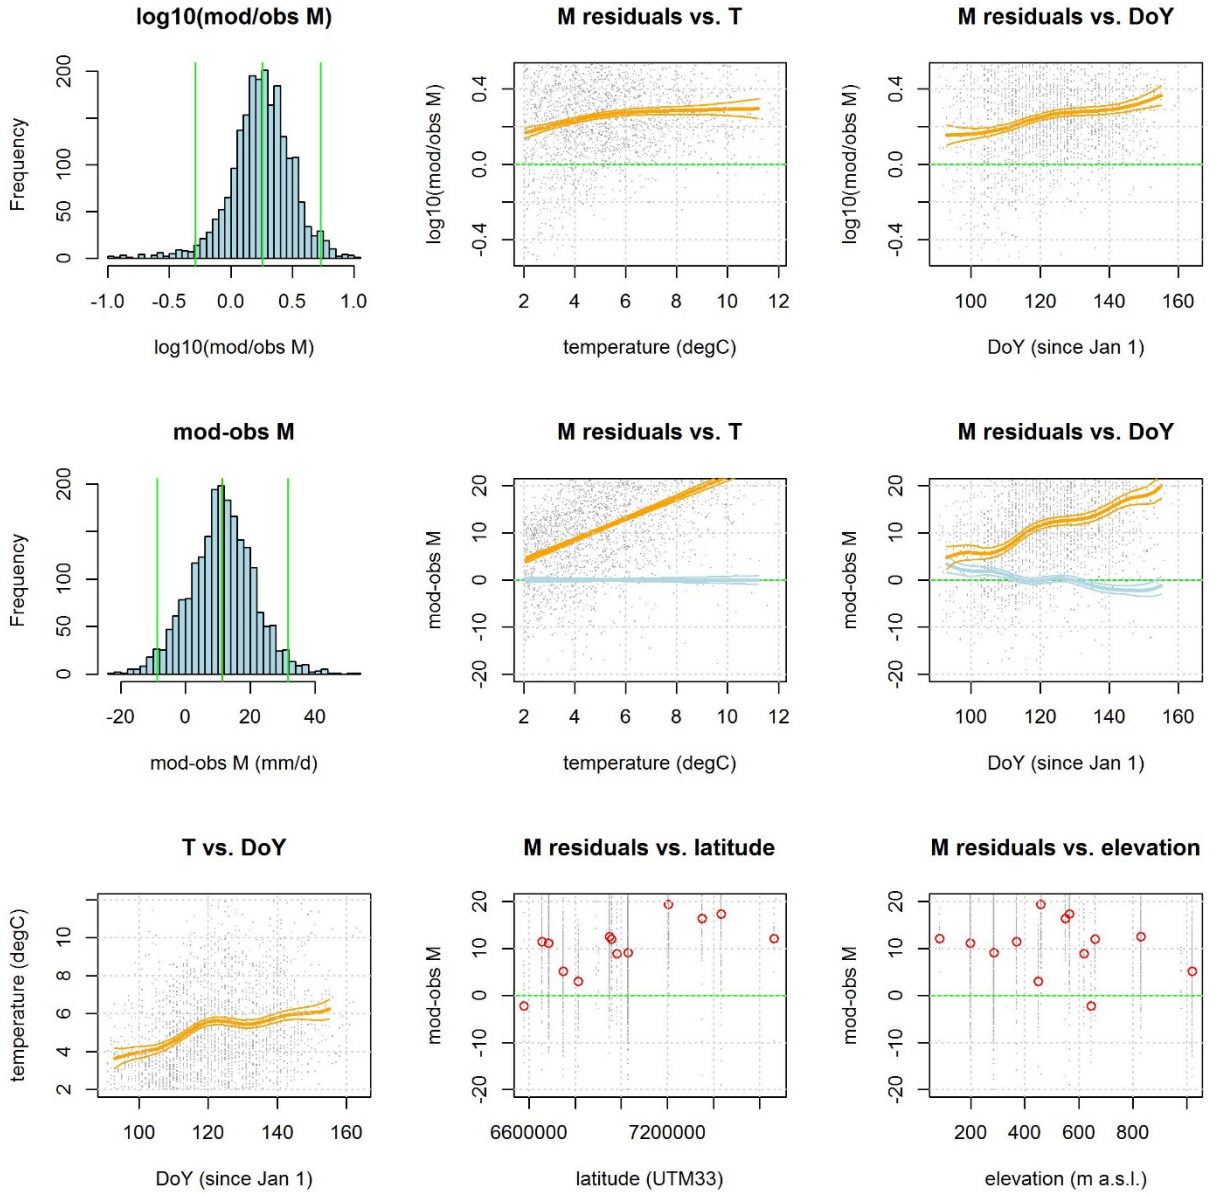 log10(mod/obs M)
M residuals vs. T
M residuals vs. DoY
Frequency
0 50 100 200
-1.0 -0.5 0.0 0.5 1.0
log10(mod/obs M)
log10(mod/obs M)
-0.4 0.0 0.4
2 4 6 8 10 12
temperature (degC)
log10(mod/obs M)
-0.4 0.0 0.4
100 120 140 160
DoY (since Jan 1)
mod-obs M
M residuals vs. T
M residuals vs. DoY
Frequency
0 50 100 200
-20 0 20 40
mod-obs M (mm/d)
mod-obs M
-20 -10 0 10 20
2 4 6 8 10 12
temperature (degC)
mod-obs M
-20 -10 0 10 20
100 120 140 160
DoY (since Jan 1)
T vs. DoY
M residuals vs. latitude
M residuals vs. elevation
temperature (degC)
2 4 6 8 10
100 120 140 160
DoY (since Jan 1)
mod-obs M
-20 -10 0 10 20
6600000 7200000
latitude (UTM33)
mod-obs M
-20 -10 0 10 20
200 400 600 800
elevation (m a.s.l.)